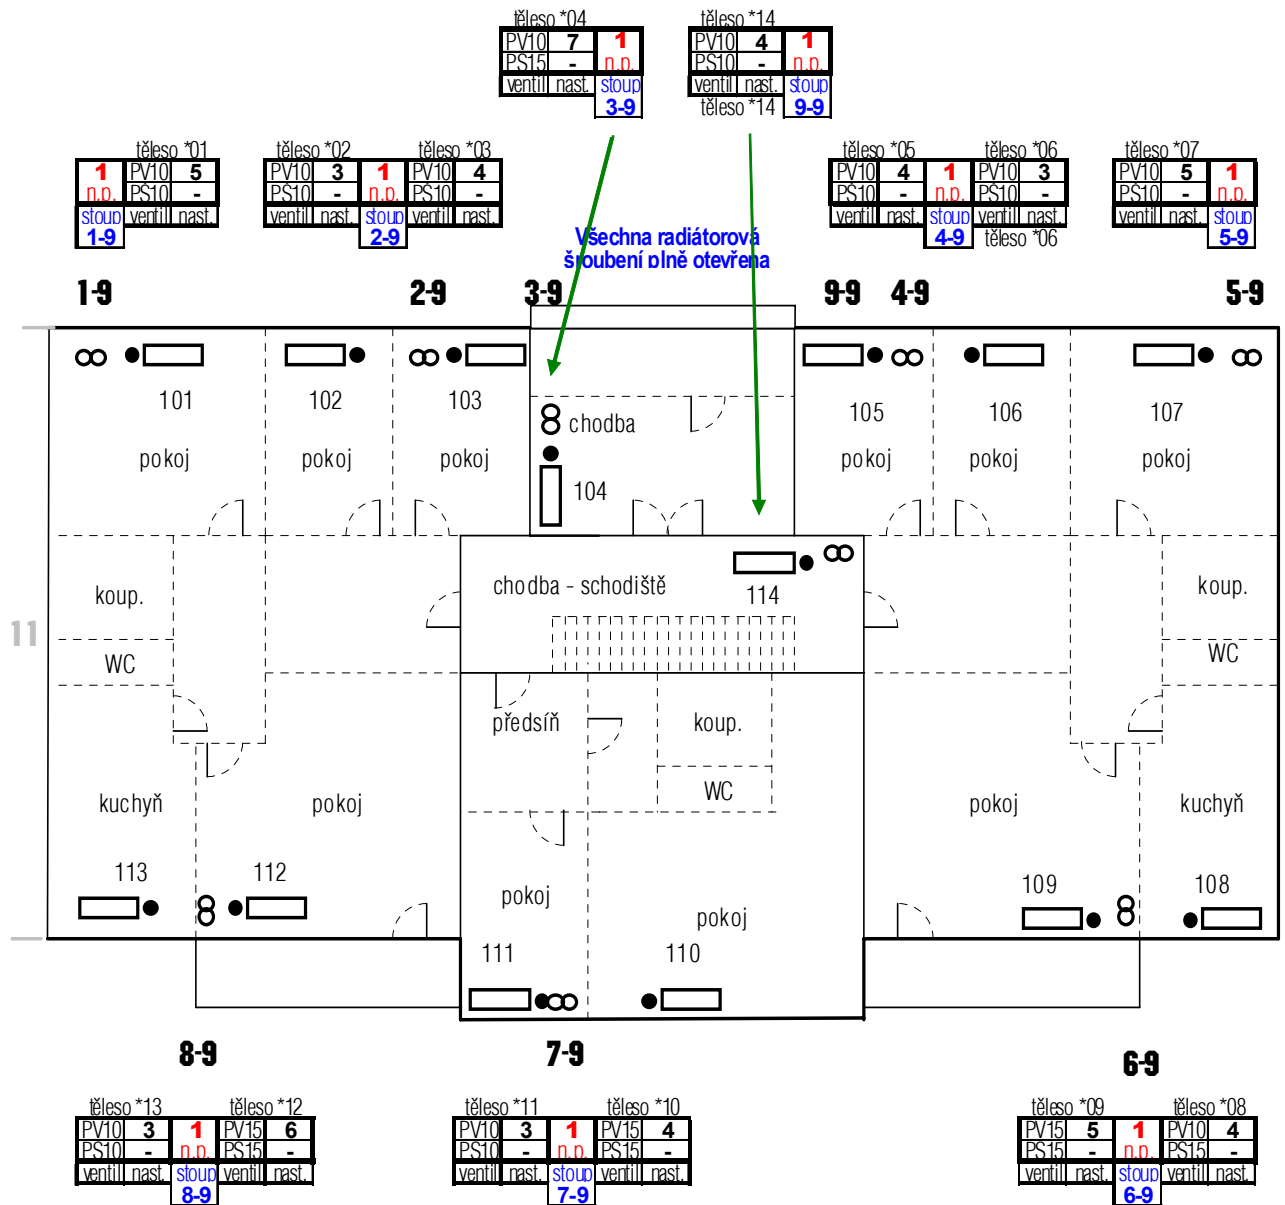 těleso *04
PV10 7 1
PS15 - n.p.
ventil nast. stoup
3-9
těleso *14
PV10 4 1
PS10 - n.p.
ventil nast. stoup
těleso *14 9-9
těleso *01
1 PV10 5
n.p. PS10 -
stoup ventil nast.
1-9
těleso *02 těleso *03
PV10 3 1 PV10 4
PS10 - n.p. PS10 -
ventil nast. stoup ventil nast.
2-9
těleso *05 těleso *06
PV10 4 1 PV10 3
PS10 - n.p. PS10 -
ventil nast. stoup ventil nast.
4-9 těleso *06
těleso *07
PV10 5 1
PS10 - n.p.
ventil nast. stoup
5-9
Všechna radiátorová
šroubení plně otevřena
1-9 2-9 3-9 9-9 4-9 5-9
101 102 103 105 106 107
chodba
pokoj pokoj pokoj pokoj pokoj pokoj
104
chodba - schodiště
114
koup. koup.
11
WC WC
předsíň koup.
WC
kuchyň pokoj pokoj kuchyň
113 112 109 108
pokoj pokoj
111 110
8-9 7-9 6-9
těleso *13 těleso *12
PV10 3 1 PV15 6
PS10 - n.p. PS15 -
ventil nast. stoup ventil nast.
8-9
těleso *11 těleso *10
PV10 3 1 PV15 4
PS10 - n.p. PS15 -
ventil nast. stoup ventil nast.
7-9
těleso *09 těleso *08
PV15 5 1 PV10 4
PS15 - n.p. PS15 -
ventil nast. stoup ventil nast.
6-9